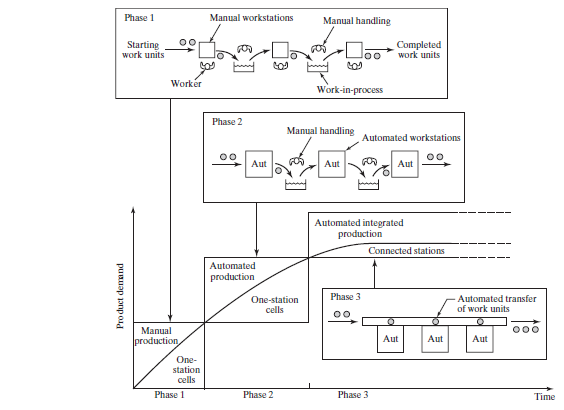 Phase 1
Manual workstations
Manual handling
Starting
work units
Completed
work units
Worker
Work-in-process
Phase 2
Manual handling
Automated workstations
Aut
Aut
Aut
Automated integrated
production
Connected stations
Automated
production
One-station
cells
Phase 3
Automated transfer
of work units
Aut
Aut
Aut
Manual
production
One-
station
cells
Product demand
Phase 1
Phase 2
Phase 3
Time